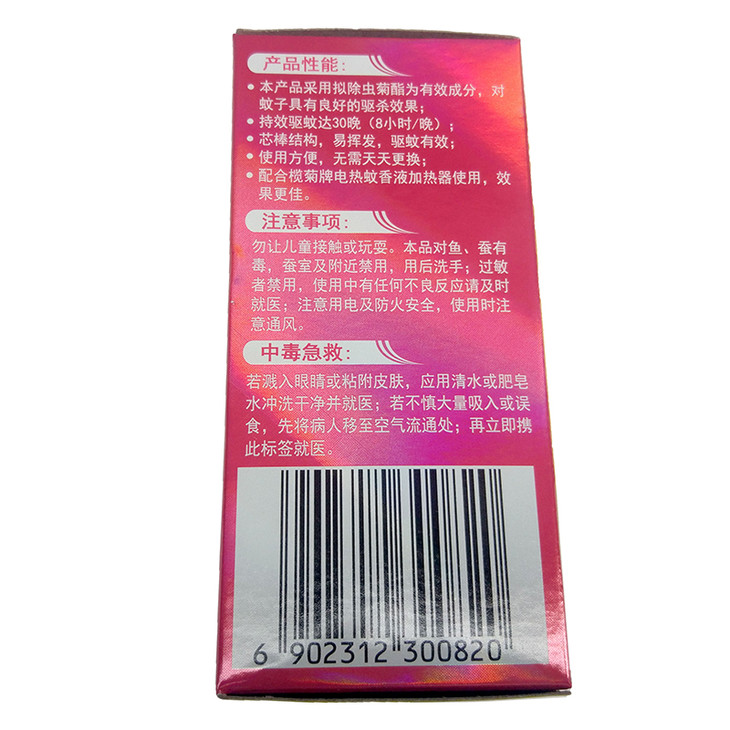 产品性能:
• 本产品采用拟除虫菊酯为有效成分，对
蚊子具有良好的驱杀效果；
• 持效驱蚊达30晚（8小时/晚）；
• 芯棒结构，易挥发，驱蚊有效；
• 使用方便，无需天天更换；
• 配合榄菊牌电热蚊香液加热器使用，效
果更佳。
注意事项:
勿让儿童接触或玩耍。本品对鱼、蚕有
毒，蚕室及附近禁用，用后洗手；过敏
者禁用，使用中有任何不良反应请及时
就医；注意用电及防火安全，使用时注
意通风。
中毒急救:
若溅入眼睛或粘附皮肤，应用清水或肥皂
水冲洗干净并就医；若不慎大量吸入或误
食，先将病人移至空气流通处；再立即携
此标签就医。
6 902312 300820